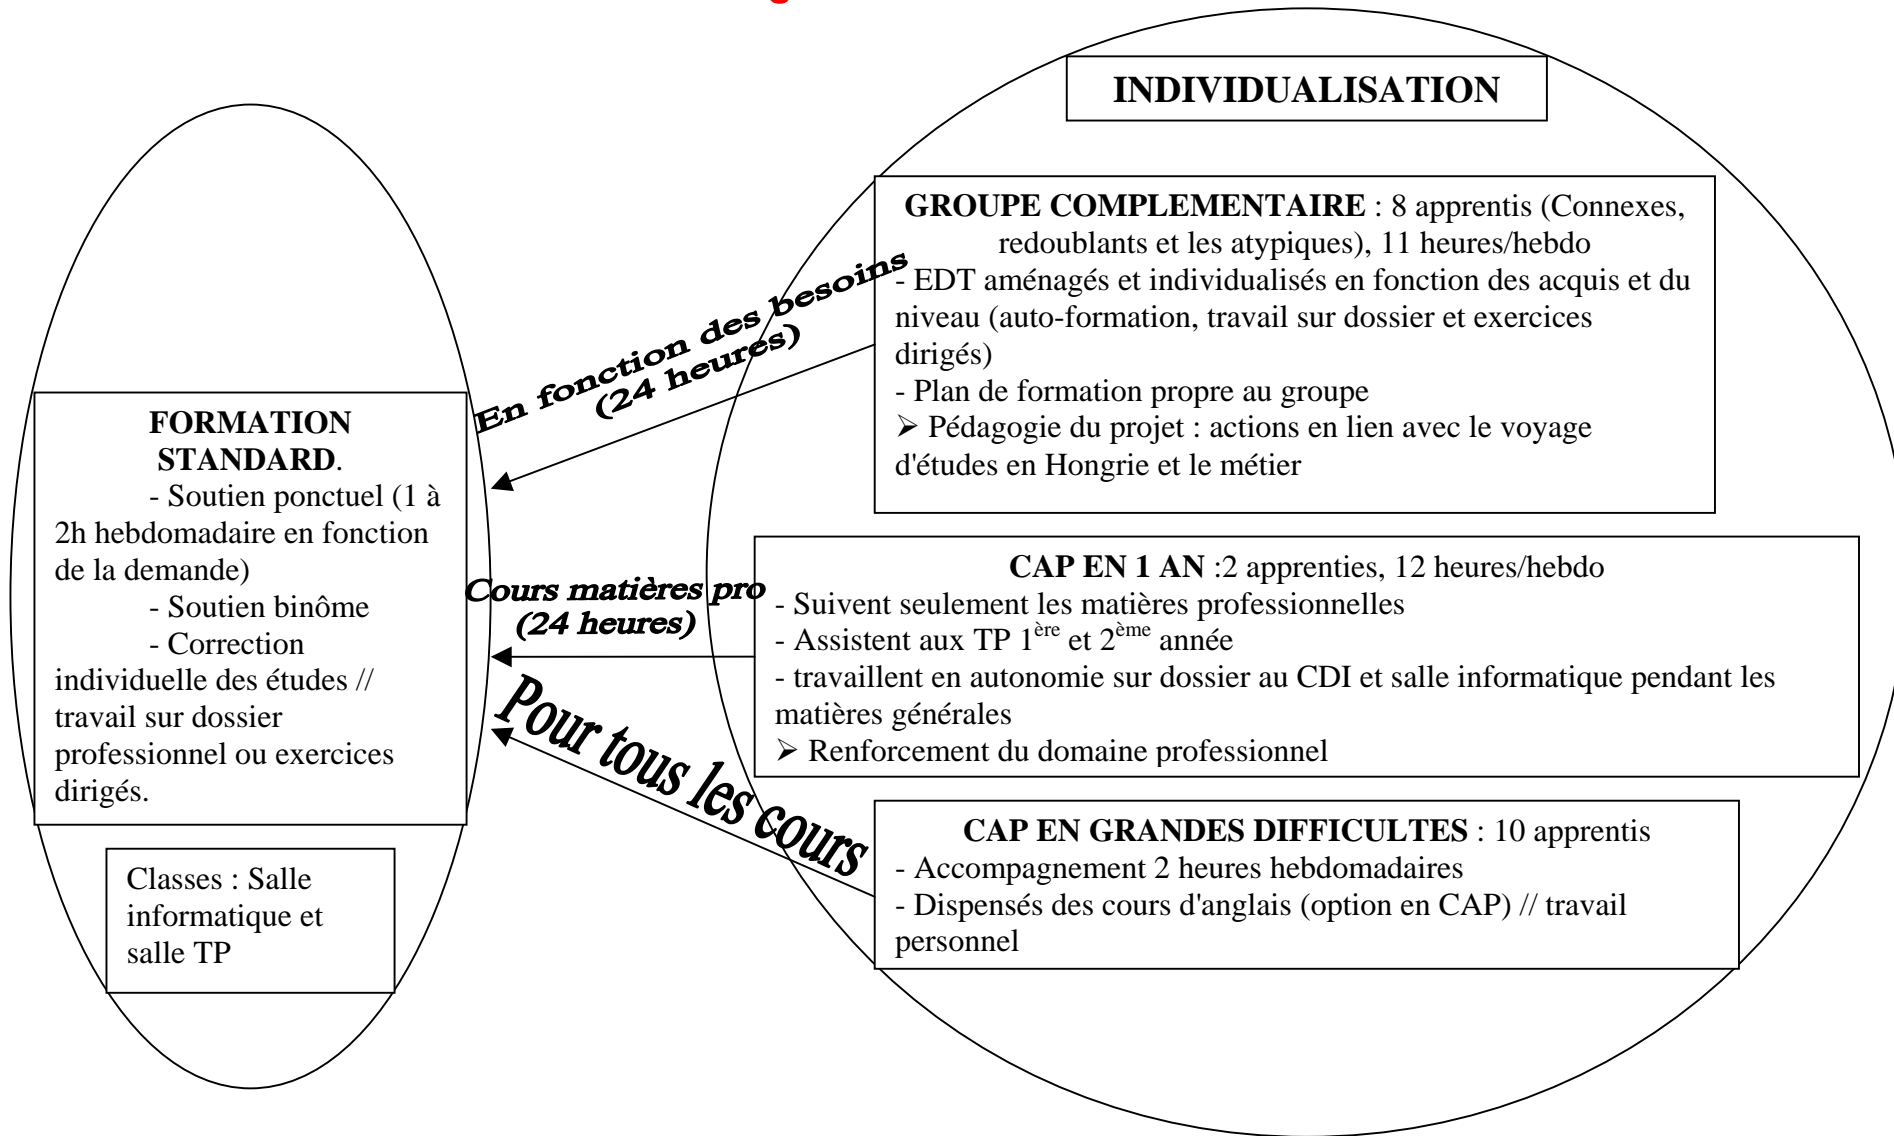 INDIVIDUALISATION
GROUPE COMPLEMENTAIRE : 8 apprentis (Connexes,
redoublants et les atypiques), 11 heures/hebdo
- EDT aménagés et individualisés en fonction des acquis et du
niveau (auto-formation, travail sur dossier et exercices
dirigés)
- Plan de formation propre au groupe
➢ Pédagogie du projet : actions en lien avec le voyage
d'études en Hongrie et le métier
En fonction des besoins
(24 heures)
FORMATION
STANDARD.
- Soutien ponctuel (1 à
2h hebdomadaire en fonction
de la demande)
- Soutien binôme
- Correction
individuelle des études //
travail sur dossier
professionnel ou exercices
dirigés.
Cours matières pro
(24 heures)
CAP EN 1 AN :2 apprenties, 12 heures/hebdo
- Suivent seulement les matières professionnelles
- Assistent aux TP 1ère et 2ème année
- travaillent en autonomie sur dossier au CDI et salle informatique pendant les
matières générales
➢ Renforcement du domaine professionnel
Pour tous les cours
CAP EN GRANDES DIFFICULTES : 10 apprentis
- Accompagnement 2 heures hebdomadaires
- Dispensés des cours d'anglais (option en CAP) // travail
personnel
Classes : Salle
informatique et
salle TP